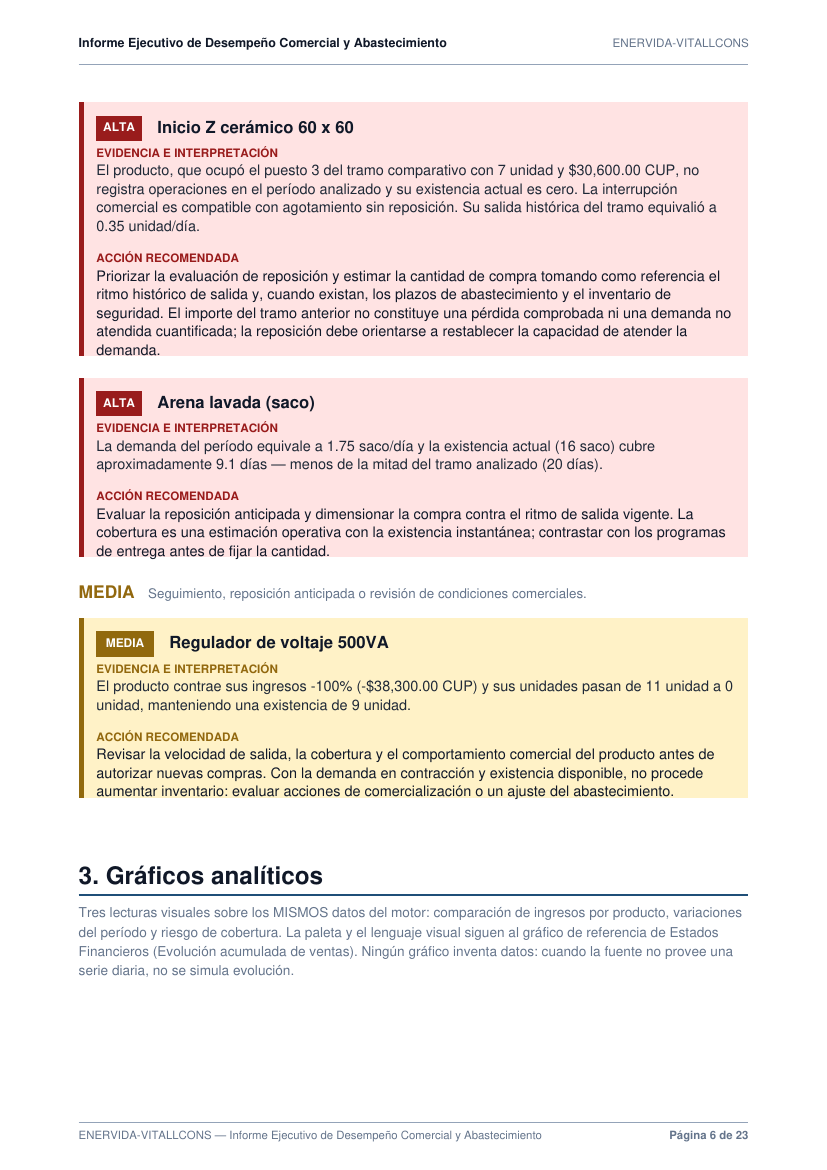 Informe Ejecutivo de Desempeño Comercial y Abastecimiento
ENERVIDA-VITALLCONS
ALTA Inicio Z cerámico 60 x 60
EVIDENCIA E INTERPRETACIÓN
El producto, que ocupó el puesto 3 del tramo comparativo con 7 unidad y $30,600.00 CUP, no
registra operaciones en el período analizado y su existencia actual es cero. La interrupción
comercial es compatible con agotamiento sin reposición. Su salida histórica del tramo equivalió a
0.35 unidad/día.
ACCIÓN RECOMENDADA
Priorizar la evaluación de reposición y estimar la cantidad de compra tomando como referencia el
ritmo histórico de salida y, cuando existan, los plazos de abastecimiento y el inventario de
seguridad. El importe del tramo anterior no constituye una pérdida comprobada ni una demanda no
atendida cuantificada; la reposición debe orientarse a restablecer la capacidad de atender la
demanda.
ALTA Arena lavada (saco)
EVIDENCIA E INTERPRETACIÓN
La demanda del período equivale a 1.75 saco/día y la existencia actual (16 saco) cubre
aproximadamente 9.1 días — menos de la mitad del tramo analizado (20 días).
ACCIÓN RECOMENDADA
Evaluar la reposición anticipada y dimensionar la compra contra el ritmo de salida vigente. La
cobertura es una estimación operativa con la existencia instantánea; contrastar con los programas
de entrega antes de fijar la cantidad.
MEDIA Seguimiento, reposición anticipada o revisión de condiciones comerciales.
MEDIA Regulador de voltaje 500VA
EVIDENCIA E INTERPRETACIÓN
El producto contrae sus ingresos -100% (-$38,300.00 CUP) y sus unidades pasan de 11 unidad a 0
unidad, manteniendo una existencia de 9 unidad.
ACCIÓN RECOMENDADA
Revisar la velocidad de salida, la cobertura y el comportamiento comercial del producto antes de
autorizar nuevas compras. Con la demanda en contracción y existencia disponible, no procede
aumentar inventario: evaluar acciones de comercialización o un ajuste del abastecimiento.
3. Gráficos analíticos
Tres lecturas visuales sobre los MISMOS datos del motor: comparación de ingresos por producto, variaciones
del período y riesgo de cobertura. La paleta y el lenguaje visual siguen al gráfico de referencia de Estados
Financieros (Evolución acumulada de ventas). Ningún gráfico inventa datos: cuando la fuente no provee una
serie diaria, no se simula evolución.
ENERVIDA-VITALLCONS — Informe Ejecutivo de Desempeño Comercial y Abastecimiento
Página 6 de 23